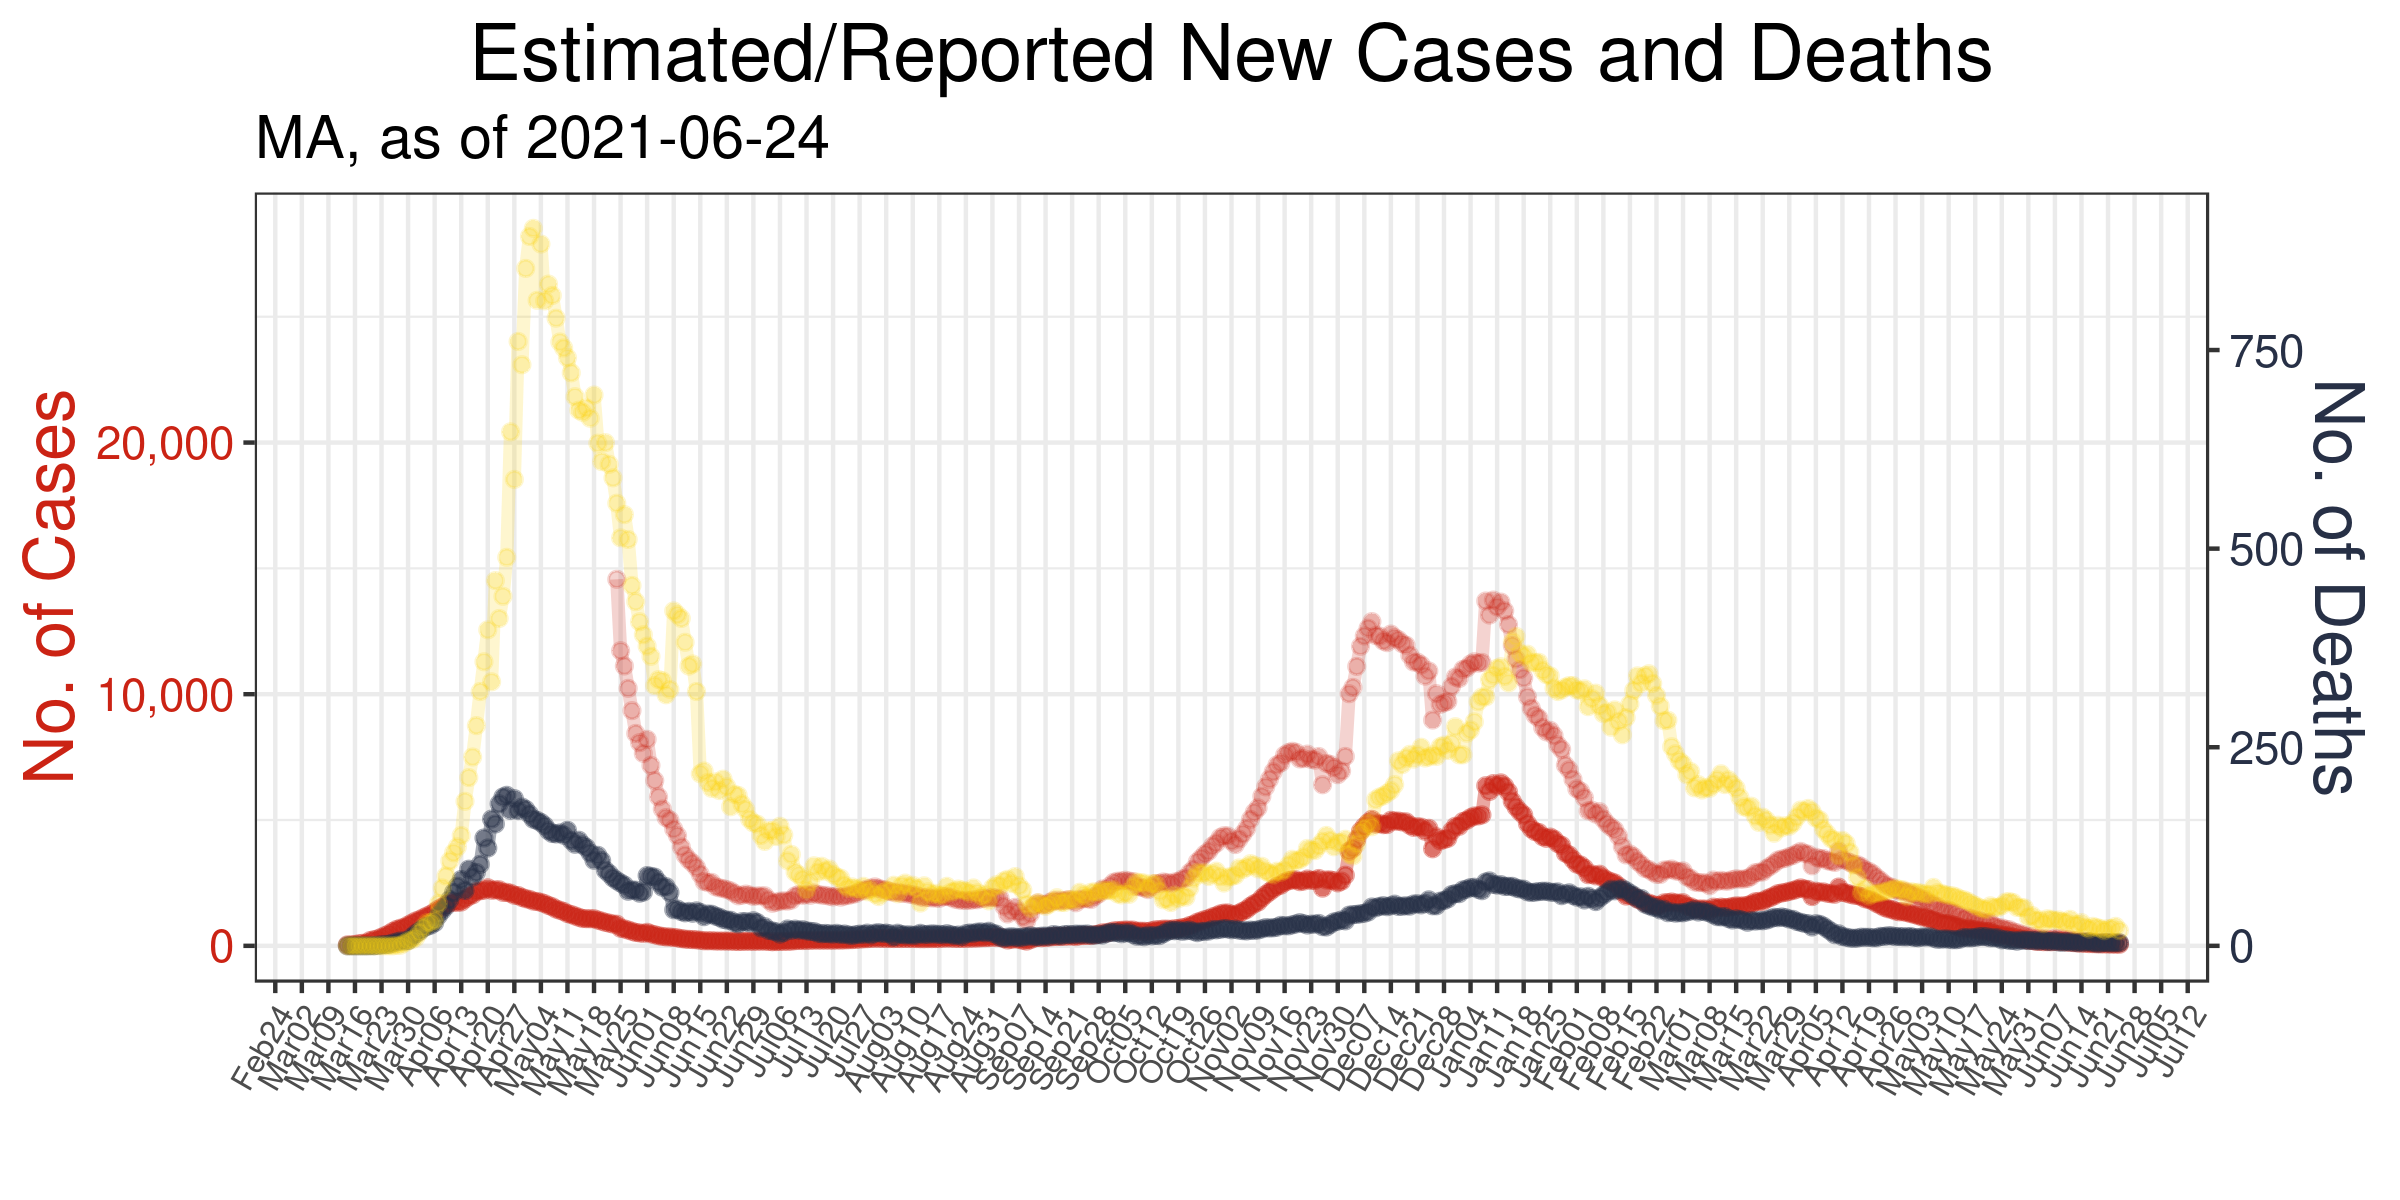 Estimated/Reported New Cases and Deaths
MA, as of 2021-06-24
No. of Cases
20,000
10,000
0
750
500
250
0
No. of Deaths
Feb24
Mar02
Mar09
Mar16
Mar23
Mar30
Apr06
Apr13
Apr20
Apr27
May04
May11
May18
May25
Jun01
Jun08
Jun15
Jun22
Jun29
Jul06
Jul13
Jul20
Jul27
Aug03
Aug10
Aug17
Aug24
Aug31
Sep07
Sep14
Sep21
Sep28
Oct05
Oct12
Oct19
Oct26
Nov02
Nov09
Nov16
Nov23
Nov30
Dec07
Dec14
Dec21
Dec28
Jan04
Jan11
Jan18
Jan25
Feb01
Feb08
Feb15
Feb22
Mar01
Mar08
Mar15
Mar22
Mar29
Apr05
Apr12
Apr19
Apr26
May03
May10
May17
May24
May31
Jun07
Jun14
Jun21
Jun28
Jul05
Jul12